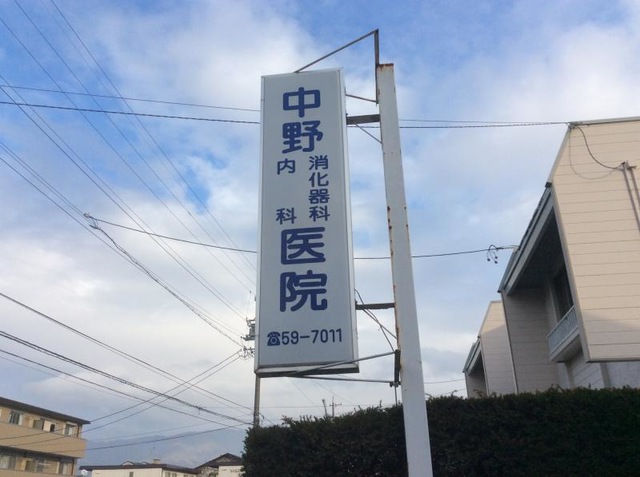 中野
消化器科
内科
医院
☎59-7011